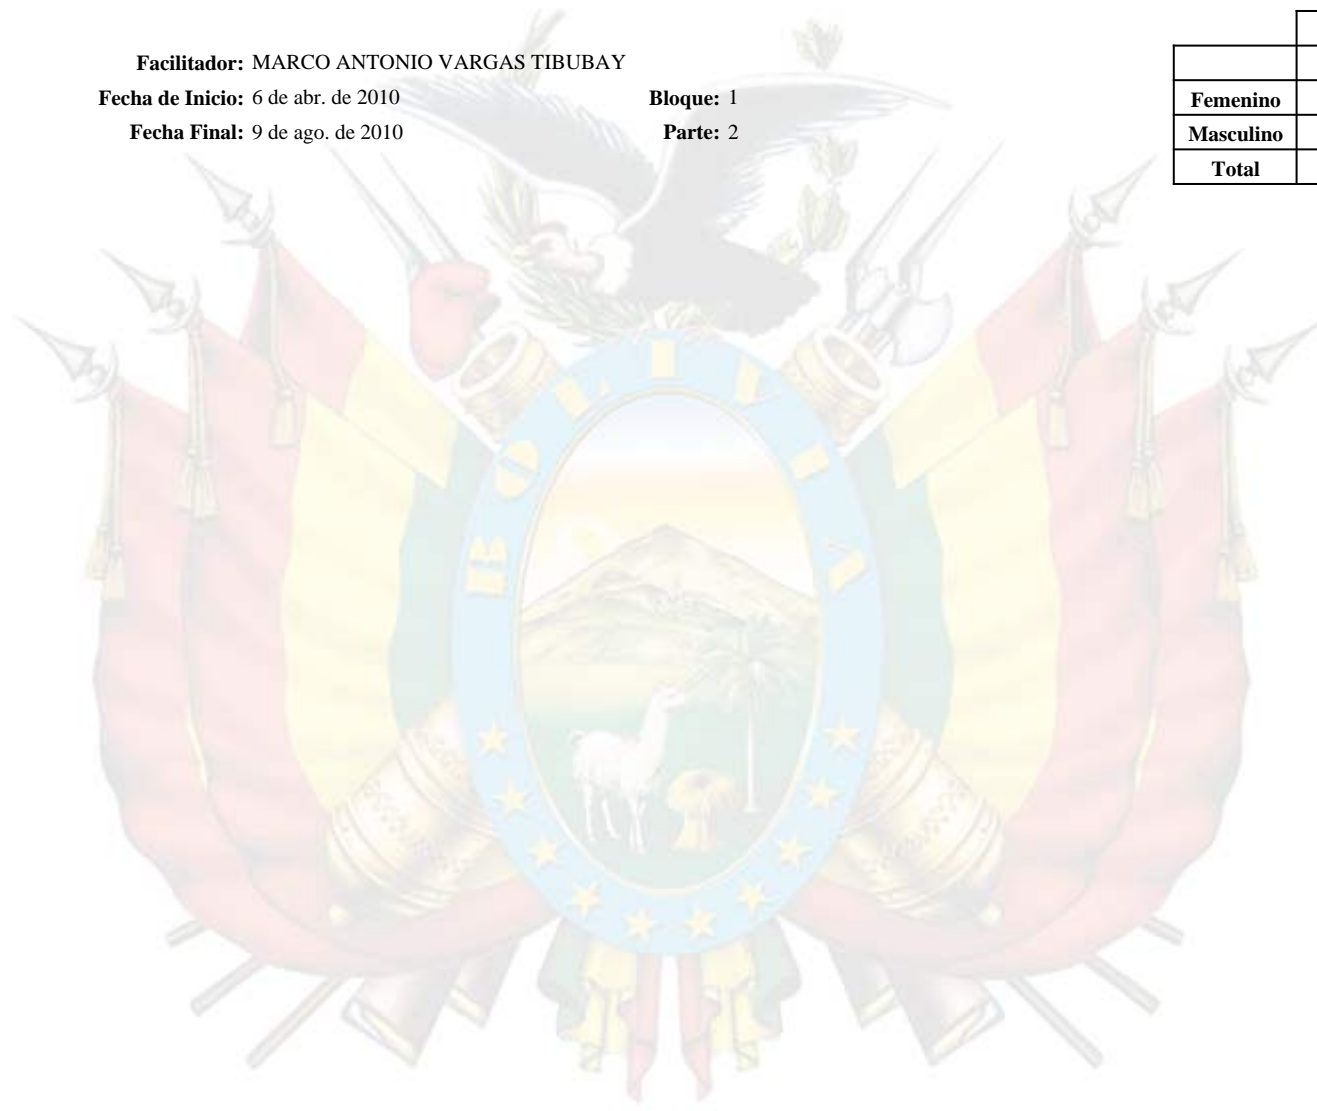 Facilitador: MARCO ANTONIO VARGAS TIBUBAY
Fecha de Inicio: 6 de abr. de 2010 Bloque: 1
Fecha Final: 9 de ago. de 2010 Parte: 2
Femenino
Masculino
Total
BOLIVIA